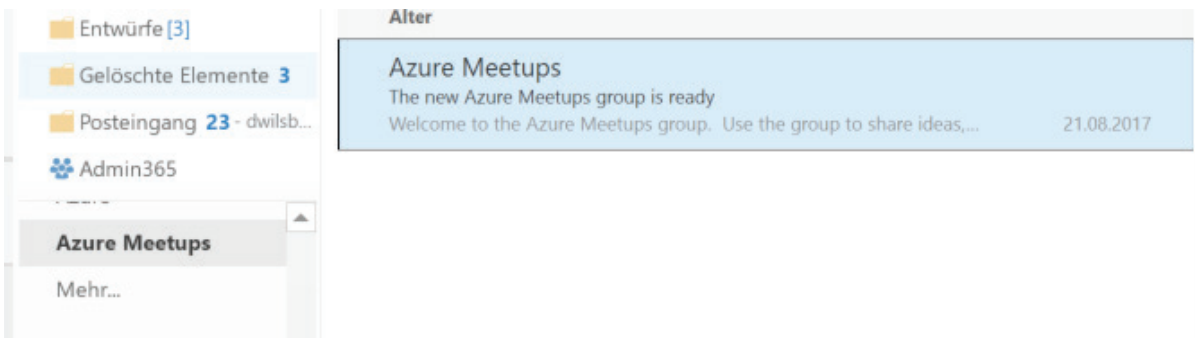 Entwürfe [3]
Gelöschte Elemente 3
Posteingang 23 - dwilsb...
Admin365
Azure Meetups
Mehr...
Alter
Azure Meetups
The new Azure Meetups group is ready
Welcome to the Azure Meetups group. Use the group to share ideas,... 21.08.2017